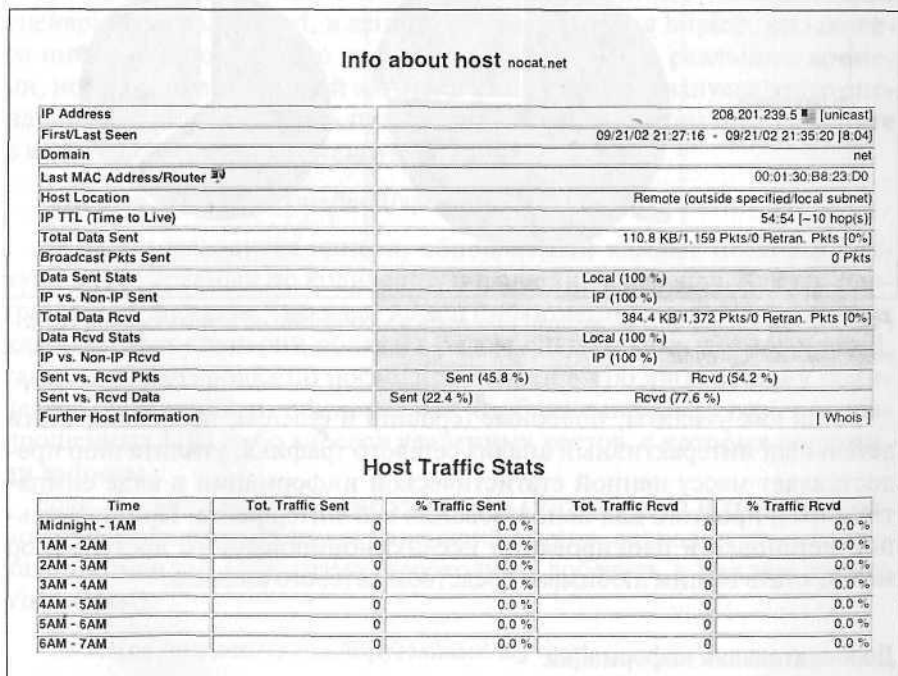 Info about host nocat.net
IP Address 208.201.239.5 [unicast]
First/Last Seen 09/21/02 21:27:16 - 09/21/02 21:35:20 [8:04]
Domain net
Last MAC Address/Router 00:01:30:B8:23:D0
Host Location Remote (outside specified/local subnet)
IP TTL (Time to Live) 54:54 [~10 hop(s)]
Total Data Sent 110.8 KB/1,159 Pkts/0 Retran. Pkts [0%]
Broadcast Pkts Sent 0 Pkts
Data Sent Stats Local (100 %)
IP vs. Non-IP Sent IP (100 %)
Total Data Rcvd 384.4 KB/1,372 Pkts/0 Retran. Pkts [0%]
Data Rcvd Stats Local (100 %)
IP vs. Non-IP Rcvd IP (100 %)
Sent vs. Rcvd Pkts Sent (45.8 %) Rcvd (54.2 %)
Sent vs. Rcvd Data Sent (22.4 %) Rcvd (77.6 %)
Further Host Information [ Whois ]
Host Traffic Stats
Time Tot. Traffic Sent % Traffic Sent Tot. Traffic Rcvd % Traffic Rcvd
Midnight - 1AM 0 0.0 % 0 0.0 %
1AM - 2AM 0 0.0 % 0 0.0 %
2AM - 3AM 0 0.0 % 0 0.0 %
3AM - 4AM 0 0.0 % 0 0.0 %
4AM - 5AM 0 0.0 % 0 0.0 %
5AM - 6AM 0 0.0 % 0 0.0 %
6AM - 7AM 0 0.0 % 0 0.0 %